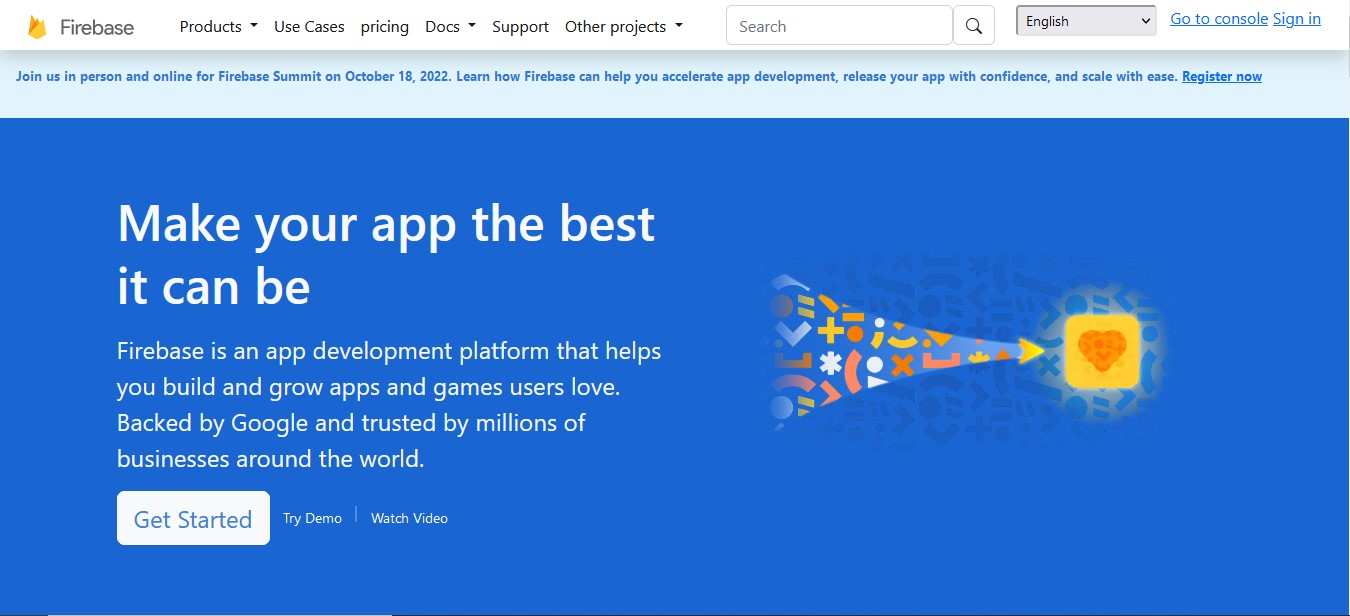 Firebase Products Use Cases pricing Docs Support Other projects Search English Go to console Sign in
Join us in person and online for Firebase Summit on October 18, 2022. Learn how Firebase can help you accelerate app development, release your app with confidence, and scale with ease. Register now
Make your app the best
it can be
Firebase is an app development platform that helps
you build and grow apps and games users love.
Backed by Google and trusted by millions of
businesses around the world.
Get Started Try Demo Watch Video